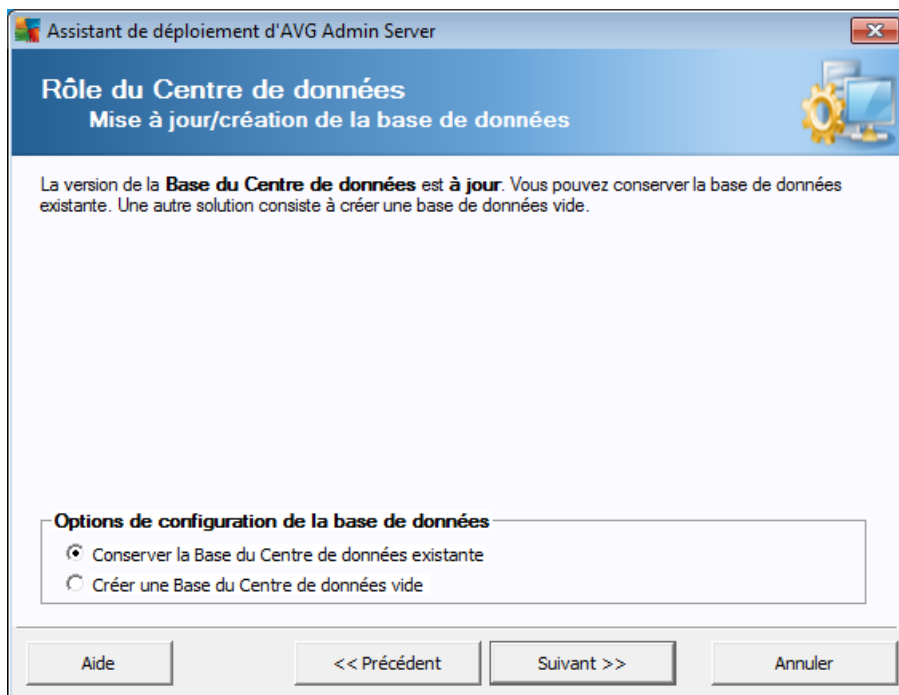 Assistant de déploiement d'AVG Admin Server
Rôle du Centre de données
Mise à jour/création de la base de données
La version de la Base du Centre de données est à jour. Vous pouvez conserver la base de données
existante. Une autre solution consiste à créer une base de données vide.
Options de configuration de la base de données
Conserver la Base du Centre de données existante
Créer une Base du Centre de données vide
Aide
<< Précédent
Suivant >>
Annuler